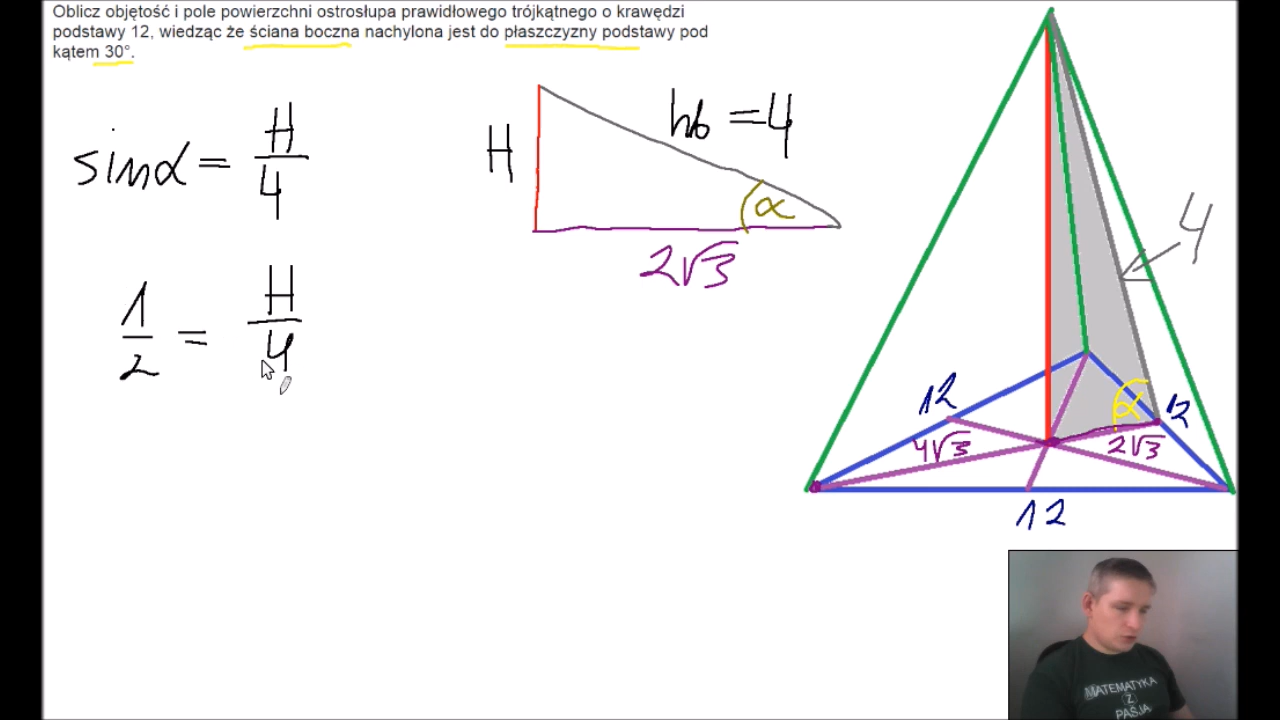 Oblicz objętość i pole powierzchni ostrosłupa prawidłowego trójkątnego o krawędzi
podstawy 12, wiedząc że ściana boczna nachylona jest do płaszczyzny podstawy pod
kątem 30°.
sinα = H/4
1/2 = H/4
H
hb = 4
α
2√3
4
12
α
12
4√3
2√3
12
MATEMATYKA
Z
PASJĄ